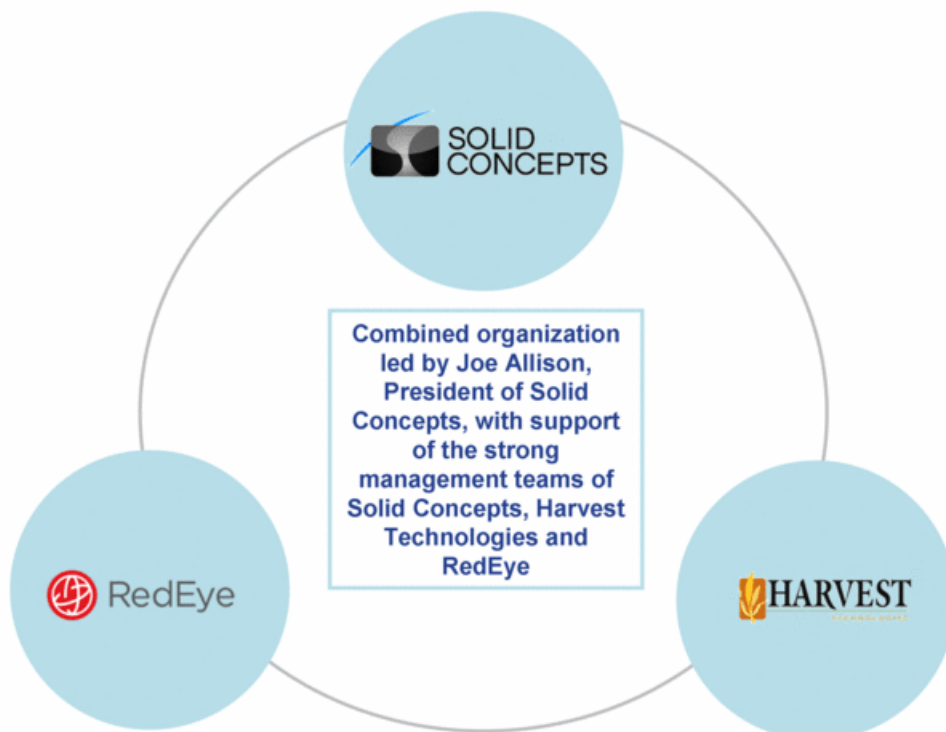 SOLID
CONCEPTS
Combined organization
led by Joe Allison,
President of Solid
Concepts, with support
of the strong
management teams of
Solid Concepts, Harvest
Technologies and
RedEye
RedEye
HARVEST